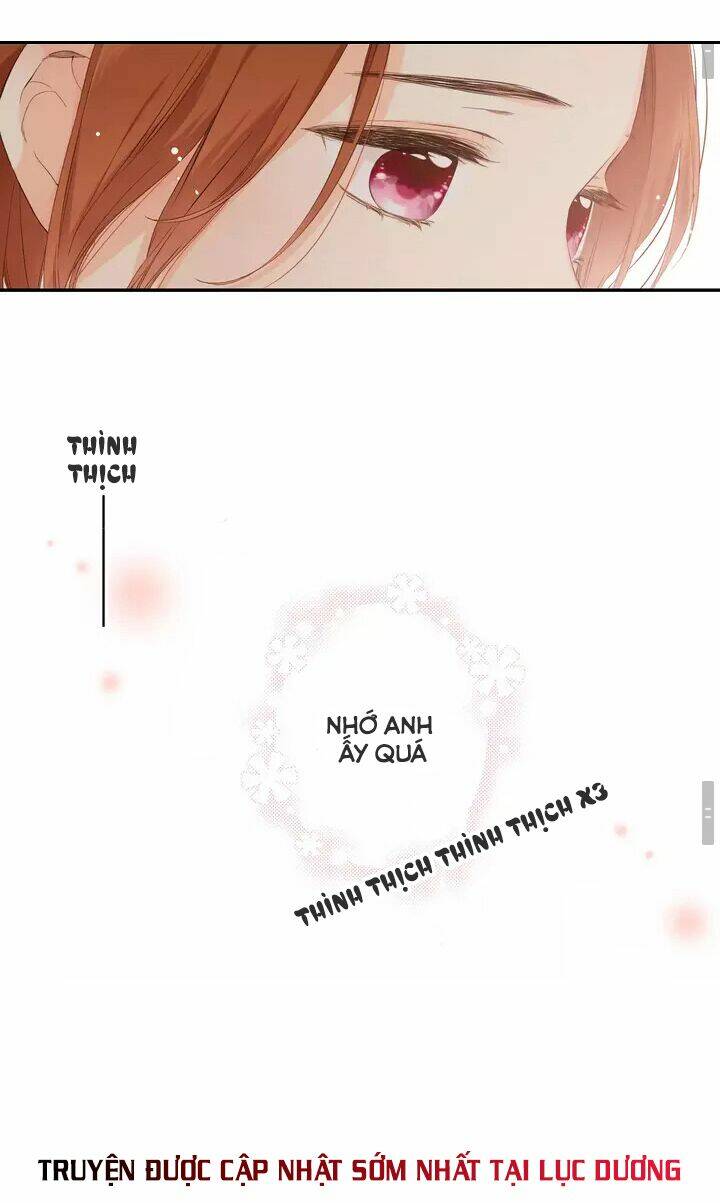 THÌNH
THỊCH
NHỚ ANH
ẤY QUÁ
THÌNH THỊCH THÌNH THỊCH X3
TRUYỆN ĐƯỢC CẬP NHẬT SỚM NHẤT TẠI LỤC DƯƠNG